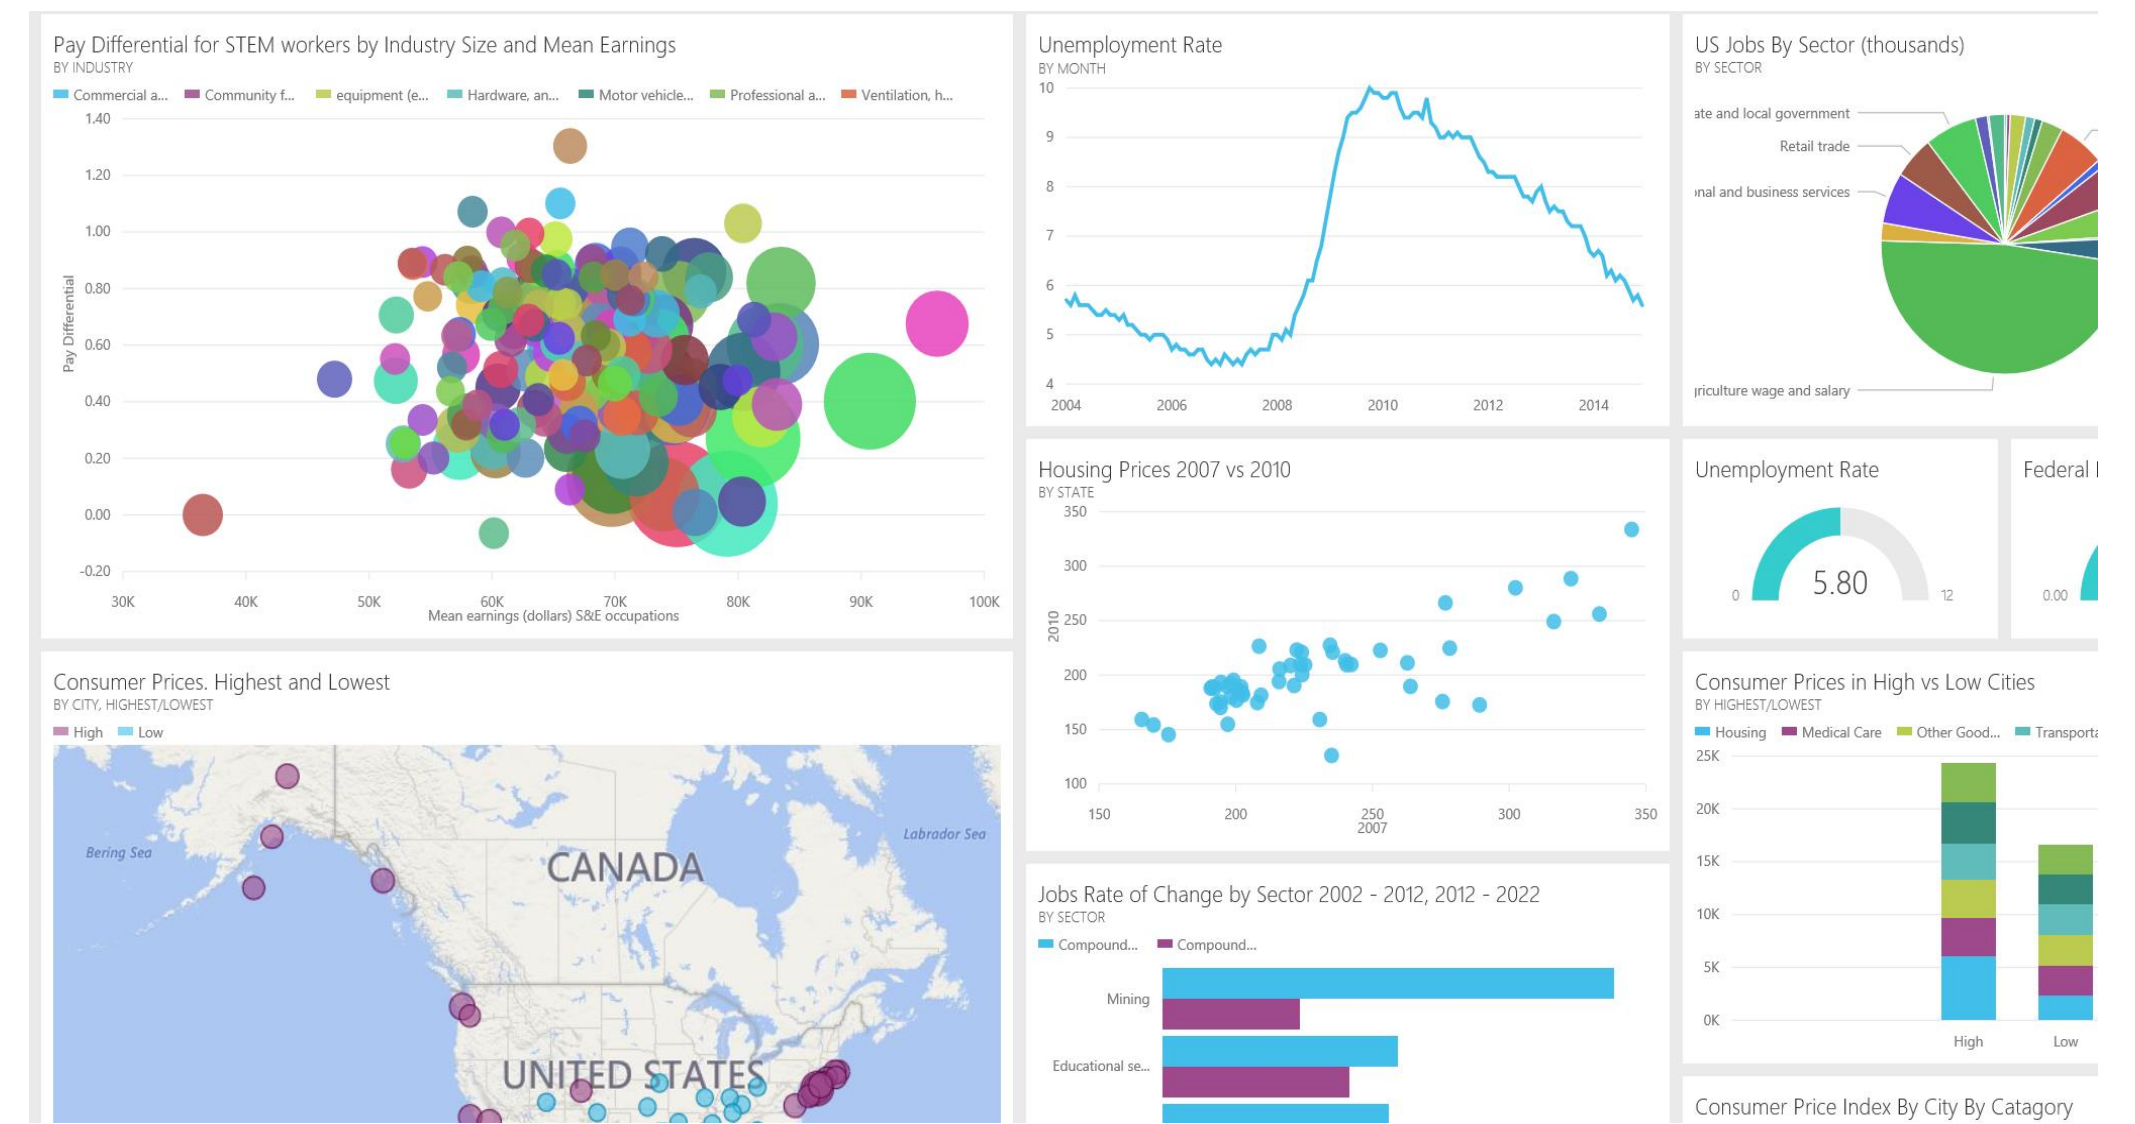 Pay Differential for STEM workers by Industry Size and Mean Earnings
BY INDUSTRY
Commercial a... Community f... equipment (e... Hardware, an... Motor vehicle... Professional a... Ventilation, h...
1.40
1.20
1.00
0.80
0.60
0.40
0.20
0.00
-0.20
Pay Differential
30K 40K 50K 60K 70K 80K 90K 100K
Mean earnings (dollars) S&E occupations
Unemployment Rate
BY MONTH
10
9
8
7
6
5
4
2004 2006 2008 2010 2012 2014
US Jobs By Sector (thousands)
BY SECTOR
ate and local government
Retail trade
nal and business services
riculture wage and salary
Housing Prices 2007 vs 2010
BY STATE
350
300
250
200
150
100
2010
150 200 250 300 350
2007
Unemployment Rate
5.80
0 12
Federal
0.00
Consumer Prices. Highest and Lowest
BY CITY, HIGHEST/LOWEST
High Low
Bering Sea
CANADA
Labrador Sea
UNITED STATES
Jobs Rate of Change by Sector 2002 - 2012, 2012 - 2022
BY SECTOR
Compound... Compound...
Mining
Educational se...
Consumer Prices in High vs Low Cities
BY HIGHEST/LOWEST
Housing Medical Care Other Good... Transporta
25K
20K
15K
10K
5K
0K
High Low
Consumer Price Index By City By Catagory